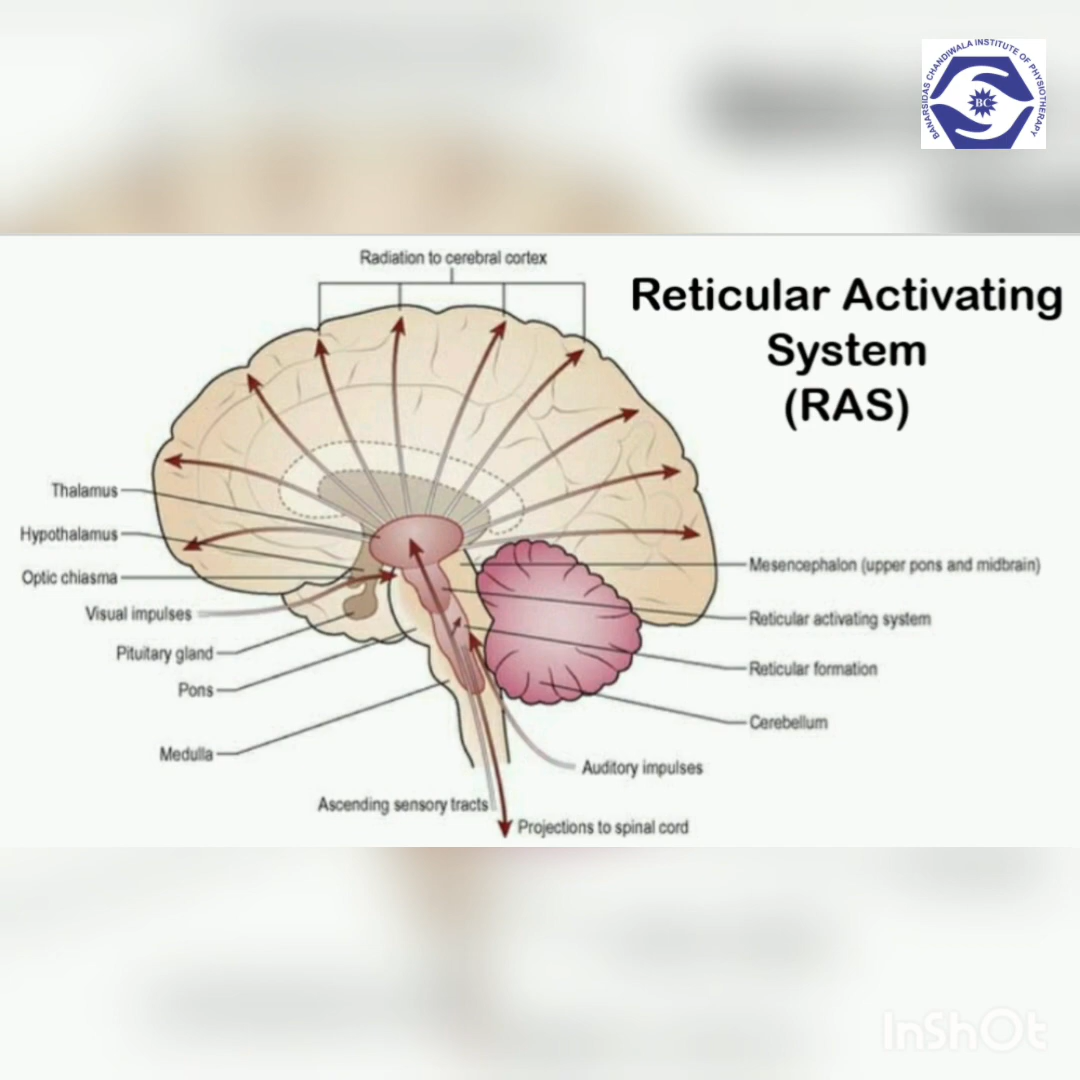 BANARSIDAS CHANDIWALA INSTITUTE OF PHYSIOTHERAPY
BC
Radiation to cerebral cortex
Reticular Activating
System
(RAS)
Thalamus
Hypothalamus
Optic chiasma
Visual impulses
Pituitary gland
Pons
Medulla
Mesencephalon (upper pons and midbrain)
Reticular activating system
Reticular formation
Cerebellum
Auditory impulses
Ascending sensory tracts
Projections to spinal cord
InShOt